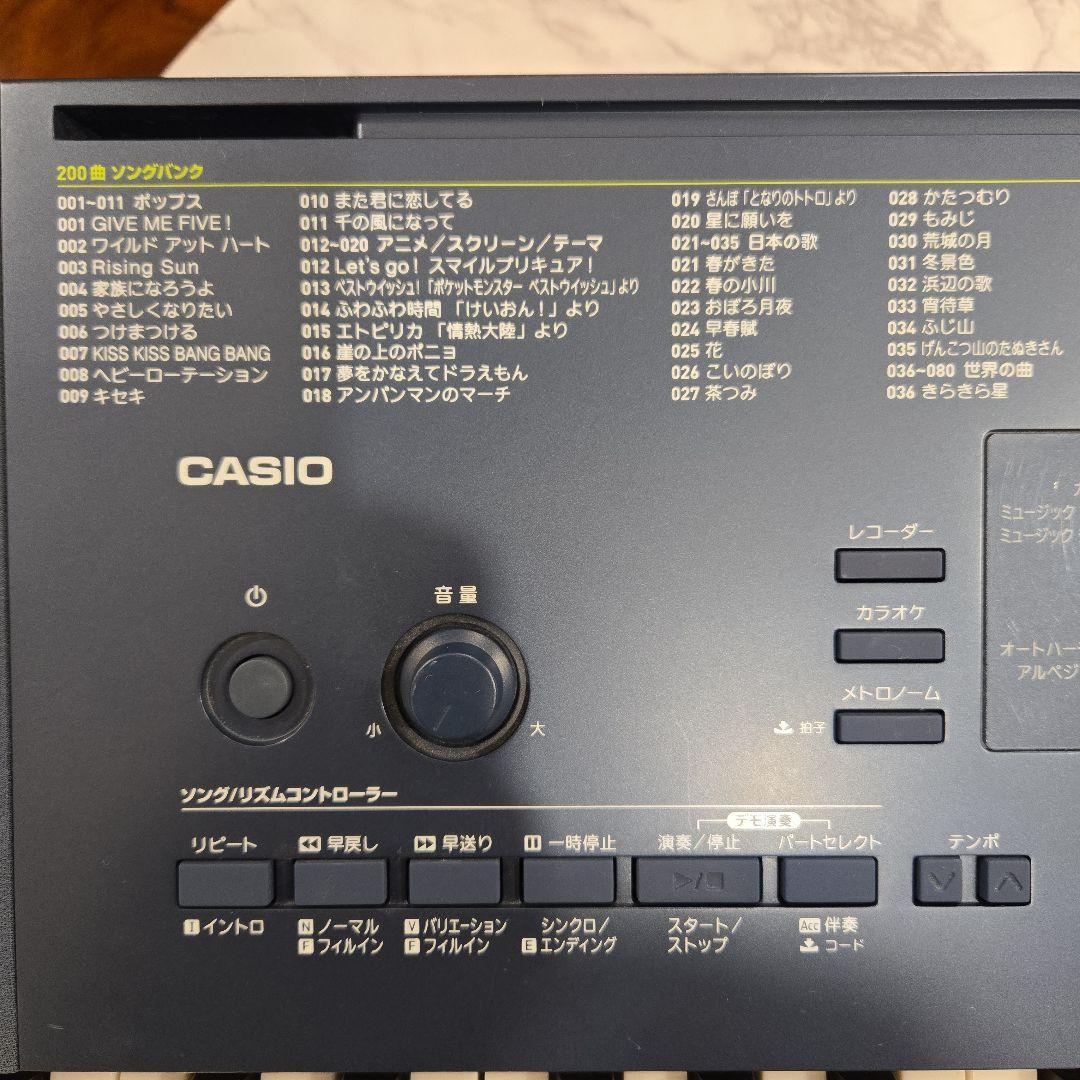 200曲 ソングバンク
001~011 ポップス
001 GIVE ME FIVE!
002 ワイルド アット ハート
003 Rising Sun
004 家族になろうよ
005 やさしくなりたい
006 つけまつける
007 KISS KISS BANG BANG
008 ヘビーローテーション
009 キセキ
010 また君に恋してる
011 千の風になって
012~020 アニメ/スクリーン/テーマ
012 Let's go! スマイルプリキュア!
013 ベストウイッシュ!「ポケットモンスター ベストウイッシュ」より
014 ふわふわ時間 「けいおん!」より
015 エトピリカ 「情熱大陸」より
016 崖の上のポニョ
017 夢をかなえてドラえもん
018 アンパンマンのマーチ
019 さんぽ「となりのトトロ」より
020 星に願いを
021~035 日本の歌
021 春がきた
022 春の小川
023 おぼろ月夜
024 早春賦
025 花
026 こいのぼり
027 茶つみ
028 かたつむり
029 もみじ
030 荒城の月
031 冬景色
032 浜辺の歌
033 宵待草
034 ふじ山
035 げんこつ山のたぬきさん
036~080 世界の曲
036 きらきら星
CASIO
音量
小
大
レコーダー
カラオケ
メトロノーム
拍子
ミュージック
ミュージック
オートハー
アルペジ
ソング/リズムコントローラー
デモ演奏
リピート
早戻し
早送り
一時停止
演奏/停止
パートセレクト
テンポ
I イントロ
N ノーマル
F フィルイン
V バリエーション
F フィルイン
シンクロ/
E エンディング
スタート/
ストップ
Acc 伴奏
コード